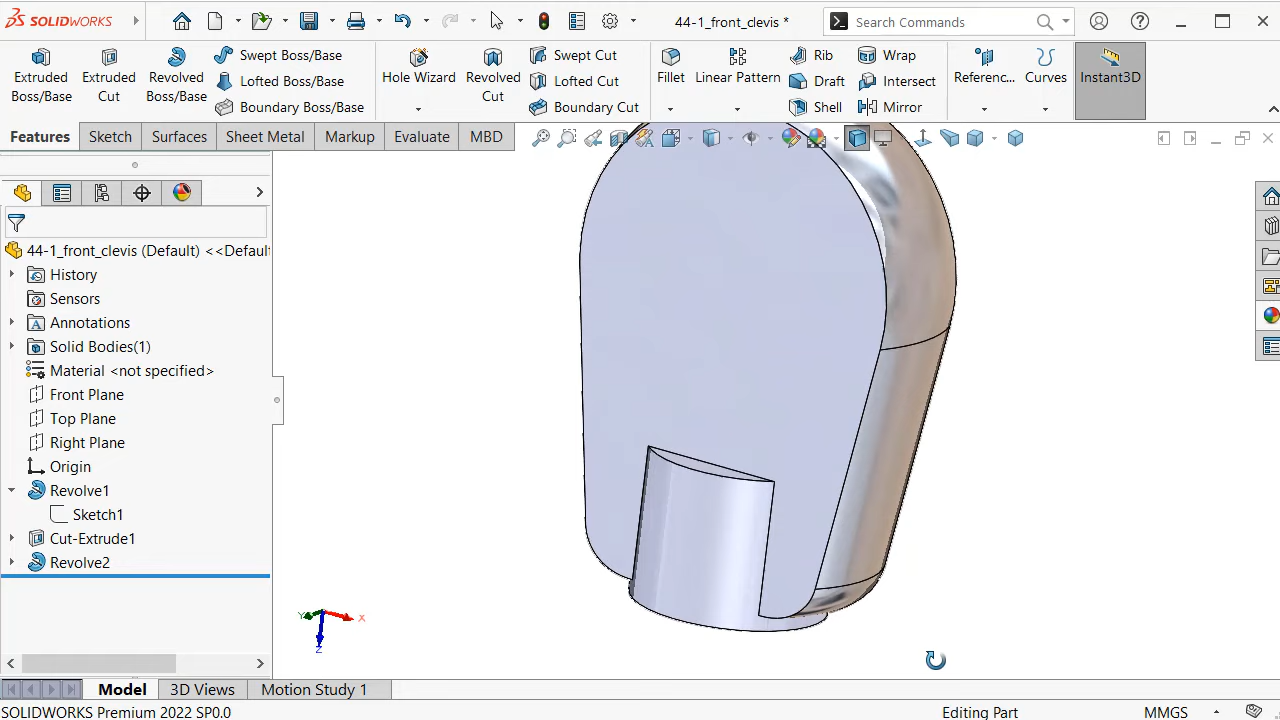 SOLIDWORKS
44-1_front_clevis *
Search Commands
Extruded Boss/Base
Extruded Cut
Revolved Boss/Base
Swept Boss/Base
Lofted Boss/Base
Boundary Boss/Base
Hole Wizard
Revolved Cut
Swept Cut
Lofted Cut
Boundary Cut
Fillet
Linear Pattern
Rib
Draft
Shell
Wrap
Intersect
Mirror
Referenc...
Curves
Instant3D
Features
Sketch
Surfaces
Sheet Metal
Markup
Evaluate
MBD
44-1_front_clevis (Default) <<Defaul
History
Sensors
Annotations
Solid Bodies(1)
Material <not specified>
Front Plane
Top Plane
Right Plane
Origin
Revolve1
Sketch1
Cut-Extrude1
Revolve2
Y
X
Z
Model
3D Views
Motion Study 1
SOLIDWORKS Premium 2022 SP0.0
Editing Part
MMGS